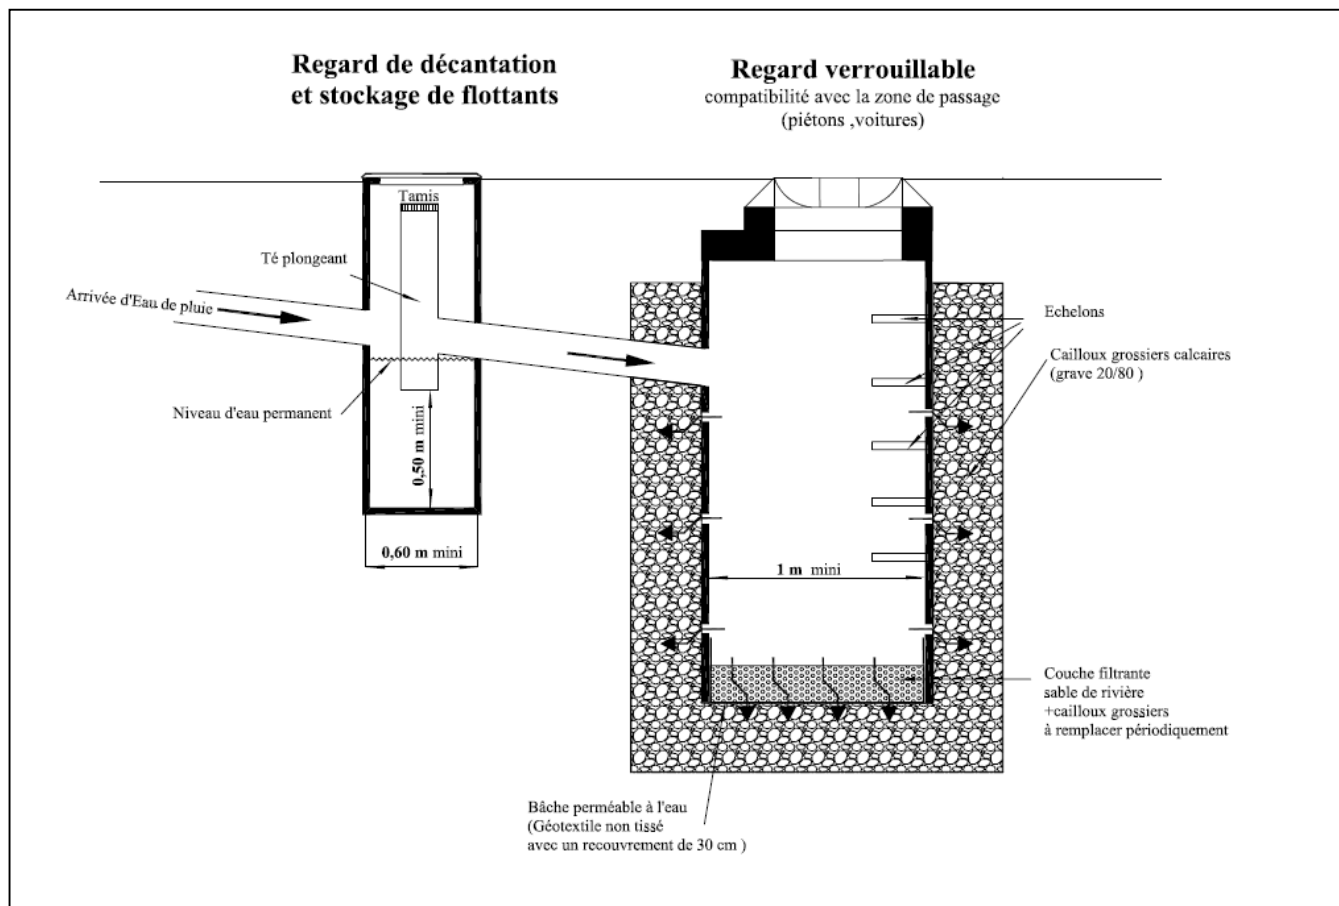 Regard de décantation
et stockage de flottants
Regard verrouillable
compatibilité avec la zone de passage
(piétons ,voitures)
Tamis
Té plongeant
Arrivée d'Eau de pluie
Niveau d'eau permanent
0,50 m mini
0,60 m mini
Echelons
Cailloux grossiers calcaires
(grave 20/80 )
1 m mini
Couche filtrante
sable de rivière
+cailloux grossiers
à remplacer périodiquement
Bâche perméable à l'eau
(Géotextile non tissé
avec un recouvrement de 30 cm )